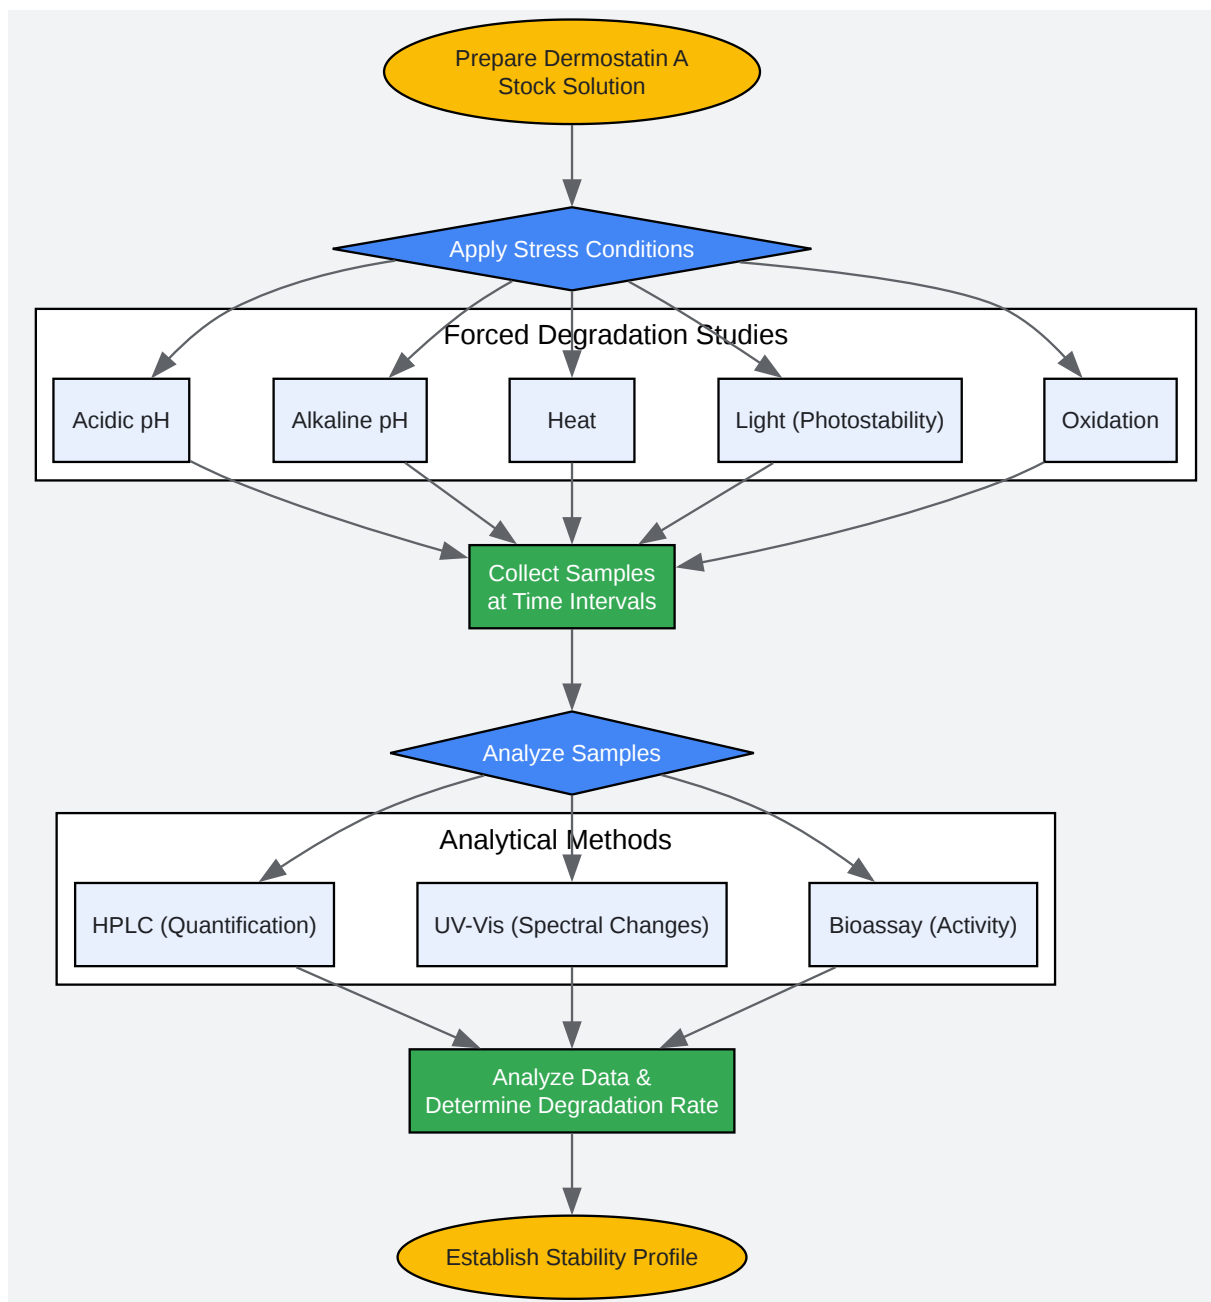 Prepare Dermostatin A
Stock Solution
Apply Stress Conditions
Forced Degradation Studies
Acidic pH
Alkaline pH
Heat
Light (Photostability)
Oxidation
Collect Samples
at Time Intervals
Analyze Samples
Analytical Methods
HPLC (Quantification)
UV-Vis (Spectral Changes)
Bioassay (Activity)
Analyze Data &
Determine Degradation Rate
Establish Stability Profile